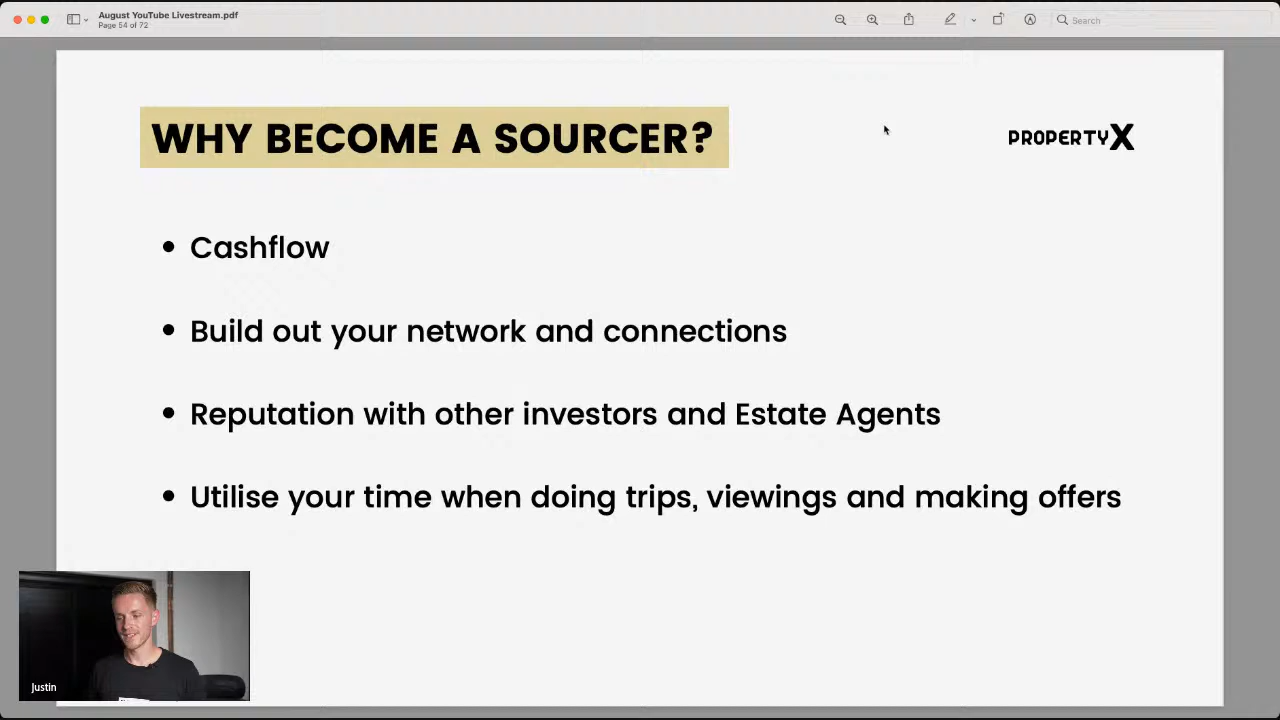 August YouTube Livestream.pdf
Page 54 of 72
Search
WHY BECOME A SOURCER?
PROPERTYX
• Cashflow
• Build out your network and connections
• Reputation with other investors and Estate Agents
• Utilise your time when doing trips, viewings and making offers
Justin